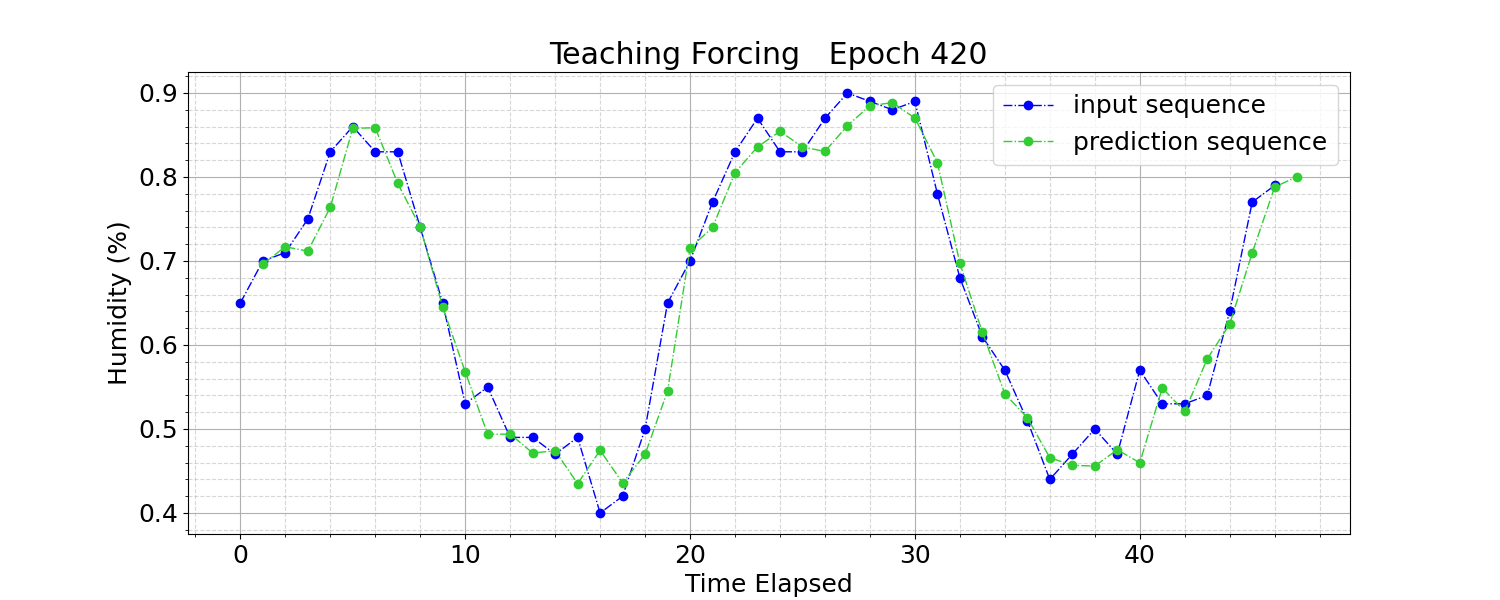 Teaching Forcing   Epoch 420
input sequence
prediction sequence
Humidity (%)
0.9
0.8
0.7
0.6
0.5
0.4
0 10 20 30 40
Time Elapsed